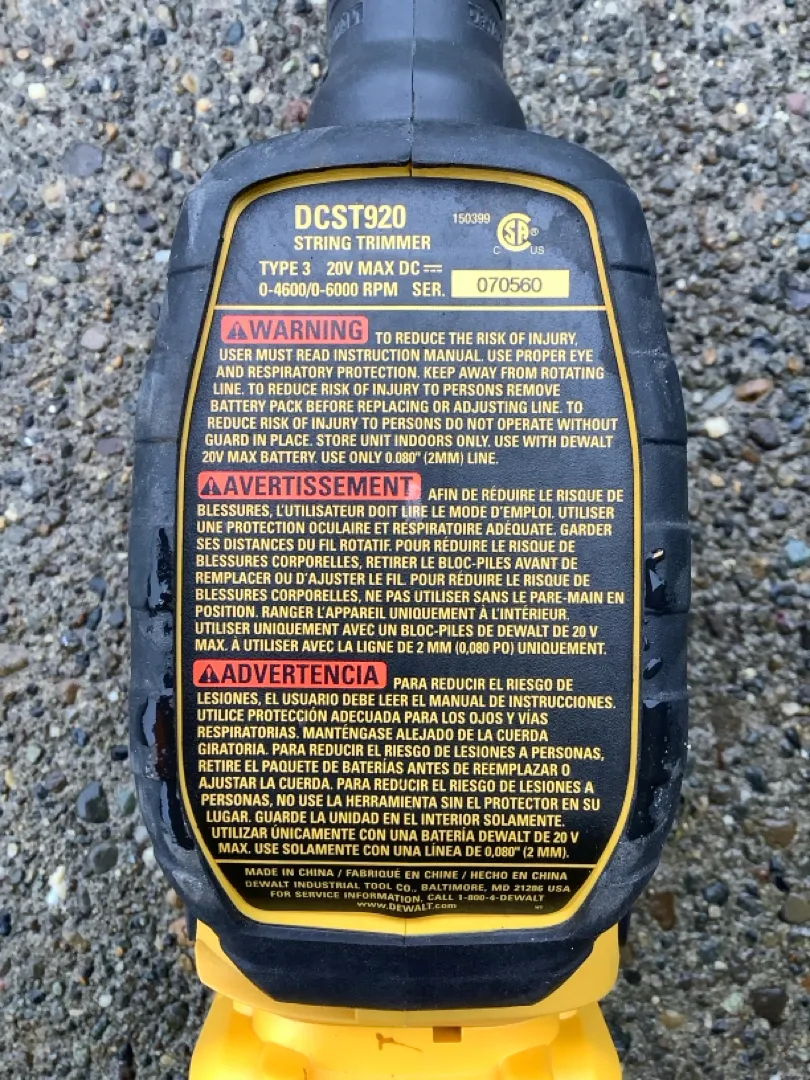 DCST920
150399
STRING TRIMMER
C US
TYPE 3 20V MAX DC
0-4600/0-6000 RPM SER. 070560
WARNING TO REDUCE THE RISK OF INJURY,
USER MUST READ INSTRUCTION MANUAL. USE PROPER EYE
AND RESPIRATORY PROTECTION. KEEP AWAY FROM ROTATING
LINE. TO REDUCE RISK OF INJURY TO PERSONS REMOVE
BATTERY PACK BEFORE REPLACING OR ADJUSTING LINE. TO
REDUCE RISK OF INJURY TO PERSONS DO NOT OPERATE WITHOUT
GUARD IN PLACE. STORE UNIT INDOORS ONLY. USE WITH DEWALT
20V MAX BATTERY. USE ONLY 0.080" (2MM) LINE.
AVERTISSEMENT AFIN DE RÉDUIRE LE RISQUE DE
BLESSURES, L'UTILISATEUR DOIT LIRE LE MODE D'EMPLOI. UTILISER
UNE PROTECTION OCULAIRE ET RESPIRATOIRE ADÉQUATE. GARDER
SES DISTANCES DU FIL ROTATIF. POUR RÉDUIRE LE RISQUE DE
BLESSURES CORPORELLES, RETIRER LE BLOC-PILES AVANT DE
REMPLACER OU D'AJUSTER LE FIL. POUR RÉDUIRE LE RISQUE DE
BLESSURES CORPORELLES, NE PAS UTILISER SANS LE PARE-MAIN EN
POSITION. RANGER L'APPAREIL UNIQUEMENT À L'INTÉRIEUR.
UTILISER UNIQUEMENT AVEC UN BLOC-PILES DE DEWALT DE 20 V
MAX. À UTILISER AVEC LA LIGNE DE 2 MM (0,080 PO) UNIQUEMENT.
ADVERTENCIA PARA REDUCIR EL RIESGO DE
LESIONES, EL USUARIO DEBE LEER EL MANUAL DE INSTRUCCIONES.
UTILICE PROTECCIÓN ADECUADA PARA LOS OJOS Y VÍAS
RESPIRATORIAS. MANTÉNGASE ALEJADO DE LA CUERDA
GIRATORIA. PARA REDUCIR EL RIESGO DE LESIONES A PERSONAS,
RETIRE EL PAQUETE DE BATERÍAS ANTES DE REEMPLAZAR O
AJUSTAR LA CUERDA. PARA REDUCIR EL RIESGO DE LESIONES A
PERSONAS, NO USE LA HERRAMIENTA SIN EL PROTECTOR EN SU
LUGAR. GUARDE LA UNIDAD EN EL INTERIOR SOLAMENTE.
UTILIZAR ÚNICAMENTE CON UNA BATERÍA DEWALT DE 20 V
MAX. USE SOLAMENTE CON UNA LÍNEA DE 0,080" (2 MM).
MADE IN CHINA / FABRIQUÉ EN CHINE / HECHO EN CHINA
DEWALT INDUSTRIAL TOOL CO., BALTIMORE, MD 21286 USA
FOR SERVICE INFORMATION, CALL 1-800-4-DEWALT
www.DEWALT.com